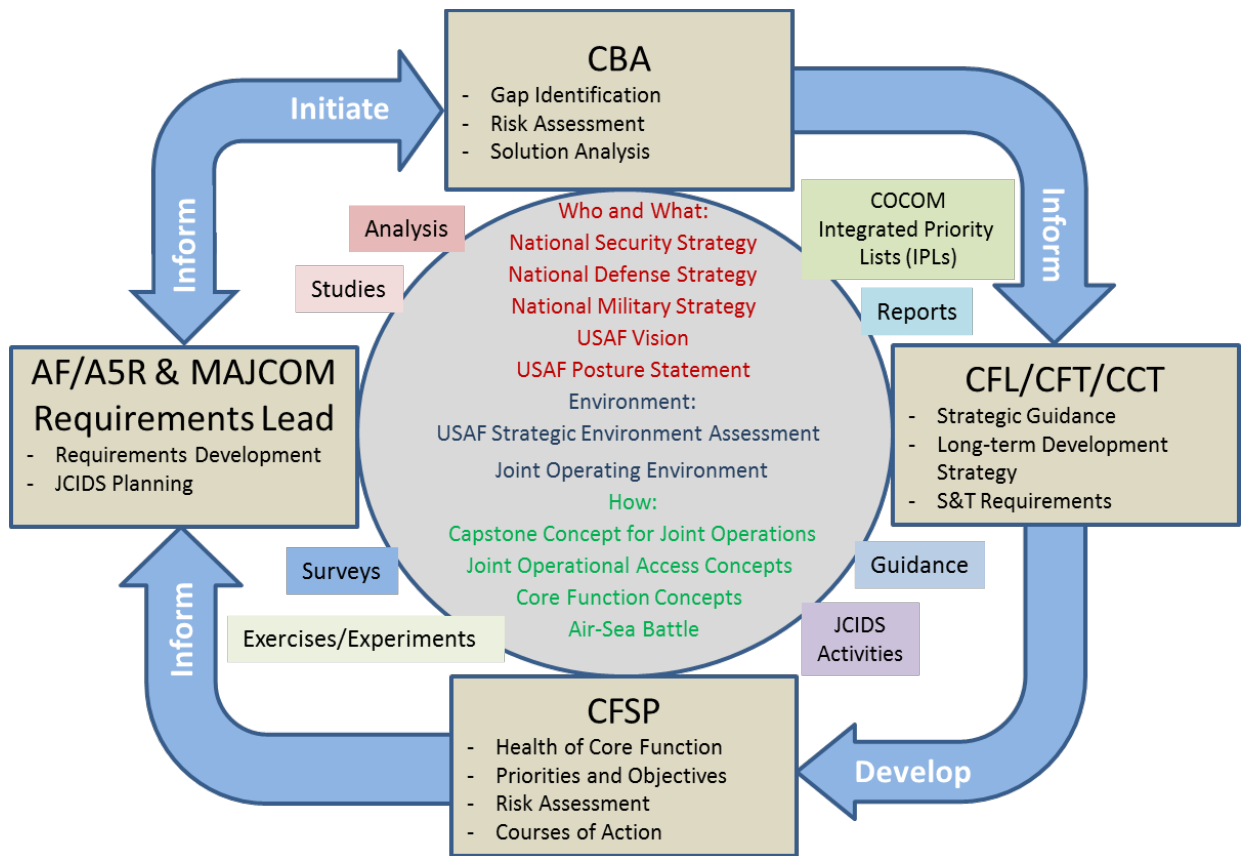 CBA
- Gap Identification
- Risk Assessment
- Solution Analysis
Initiate
Inform
Inform
Analysis
Studies
COCOM
Integrated Priority
Lists (IPLs)
Reports
Who and What:
National Security Strategy
National Defense Strategy
National Military Strategy
USAF Vision
USAF Posture Statement
Environment:
USAF Strategic Environment Assessment
Joint Operating Environment
How:
Capstone Concept for Joint Operations
Joint Operational Access Concepts
Core Function Concepts
Air-Sea Battle
AF/A5R & MAJCOM
Requirements Lead
- Requirements Development
- JCIDS Planning
CFL/CFT/CCT
- Strategic Guidance
- Long-term Development
Strategy
- S&T Requirements
Surveys
Exercises/Experiments
Guidance
JCIDS
Activities
Inform
Develop
CFSP
- Health of Core Function
- Priorities and Objectives
- Risk Assessment
- Courses of Action